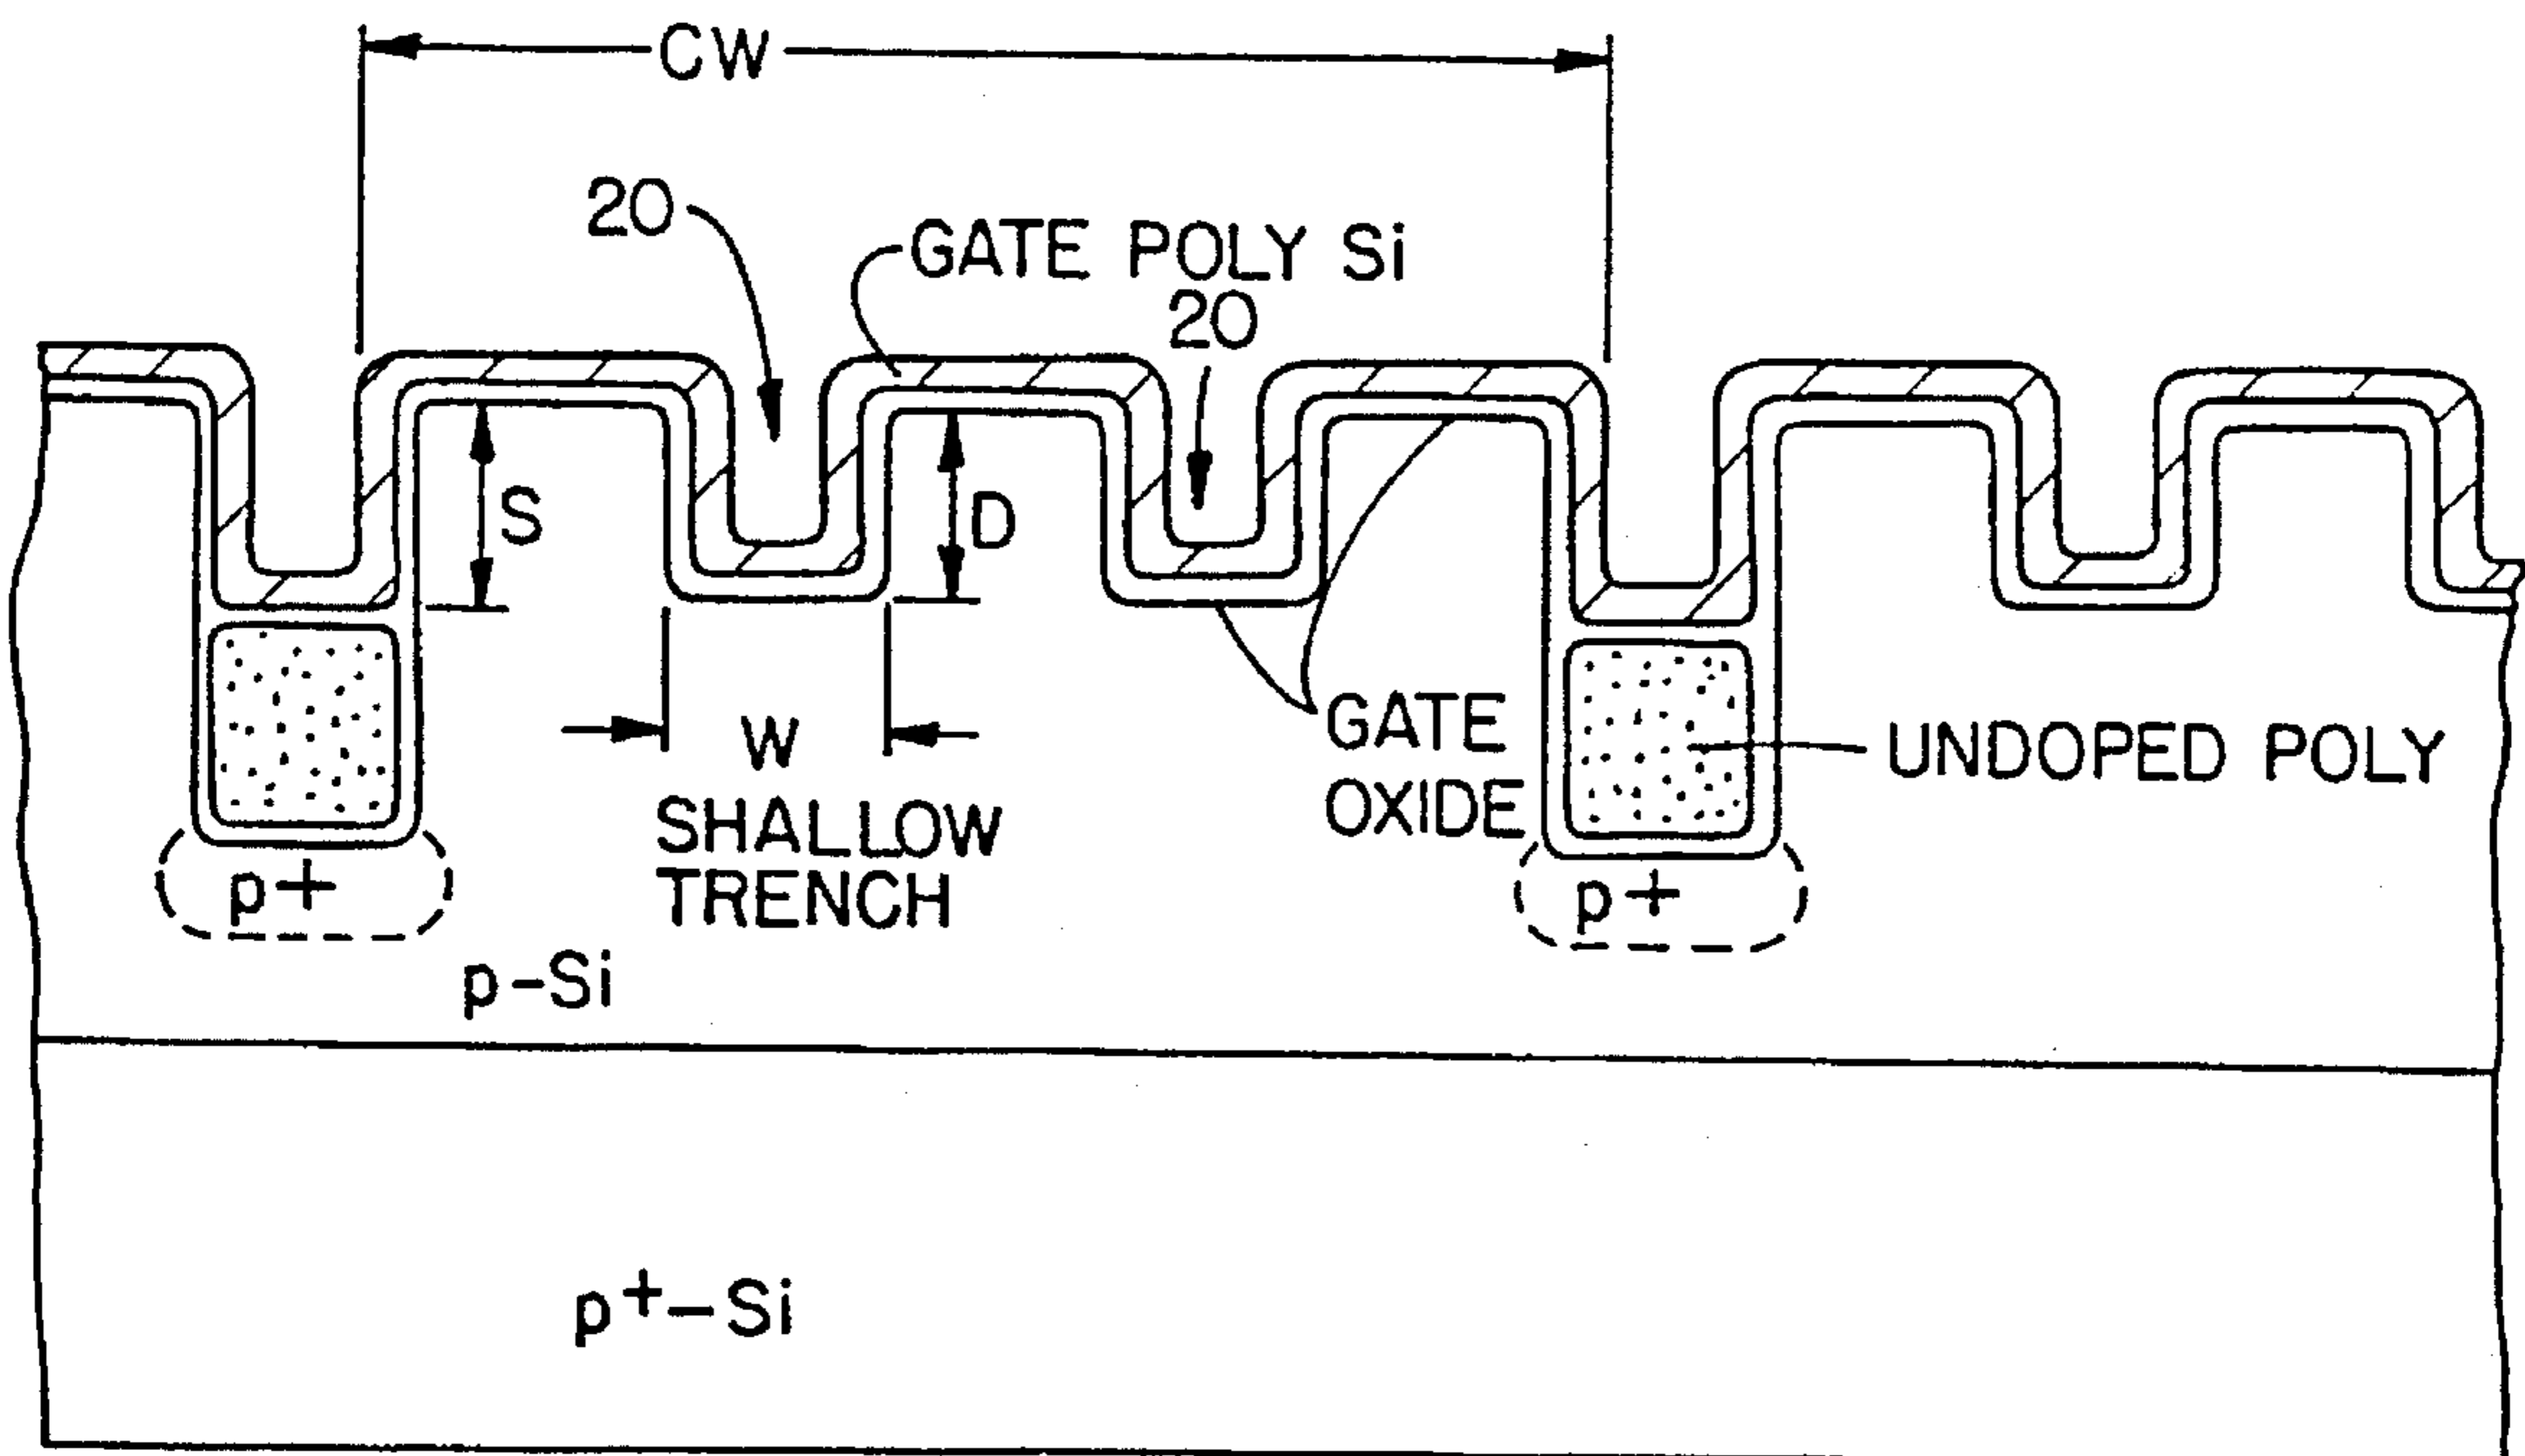 CW
20
GATE POLY Si
20
S
D
W
SHALLOW
TRENCH
GATE
OXIDE
UNDOPED POLY
p+
p+
p-Si
p+-Si